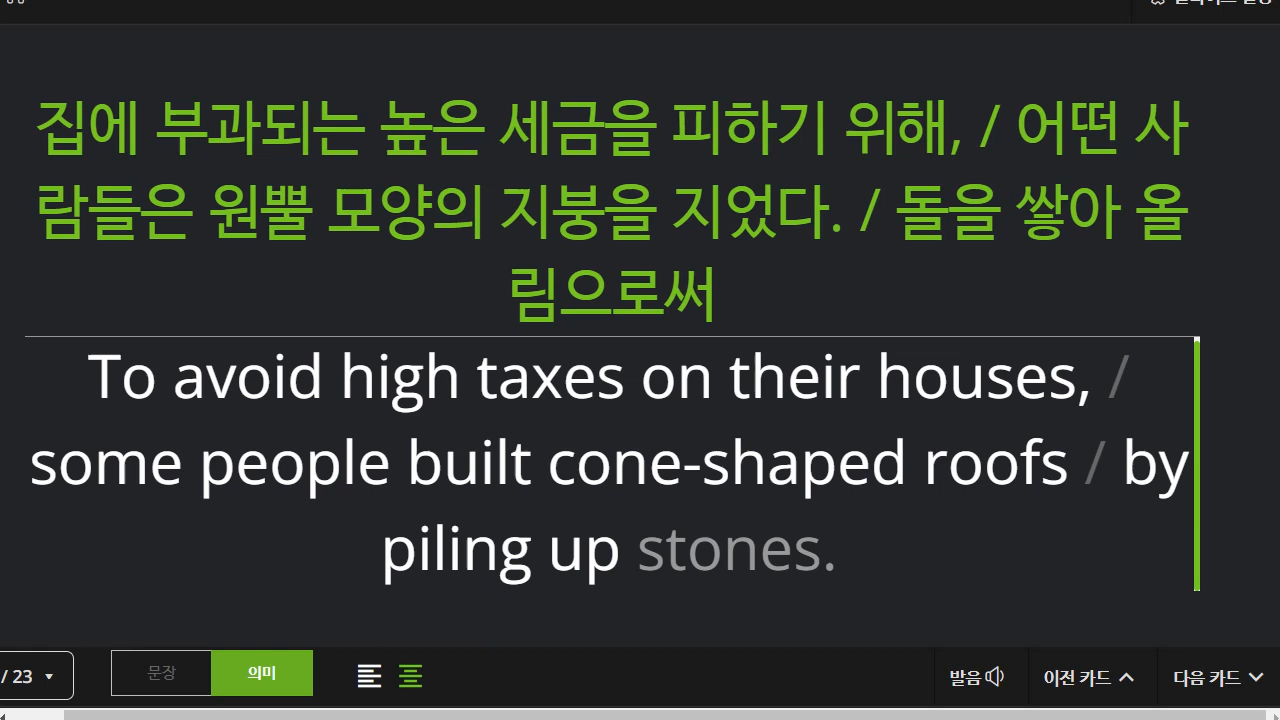 집에 부과되는 높은 세금을 피하기 위해, / 어떤 사
람들은 원뿔 모양의 지붕을 지었다. / 돌을 쌓아 올
림으로써
To avoid high taxes on their houses, /
some people built cone-shaped roofs / by
piling up stones.
/ 23 문장 의미 발음 이전 카드 다음 카드